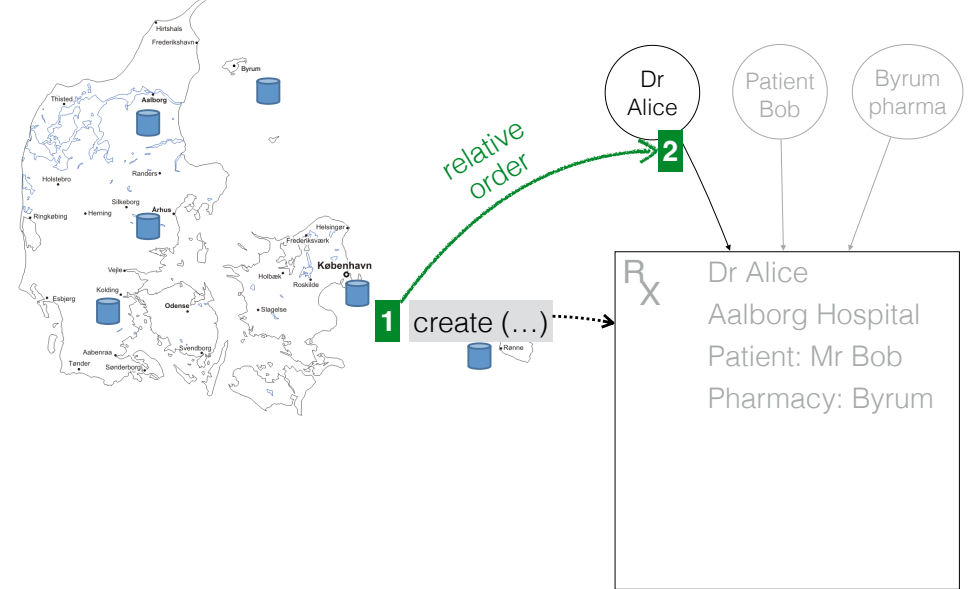 Hirtshals
Frederikshavn
Byrum
Thisted
Aalborg
Holstebro
Randers
Silkeborg
Ringkøbing
Herning
Århus
Helsingør
Frederiksværk
København
Vejle
Holbæk
Roskilde
Kolding
Esbjerg
Odense
Slagelse
Svendborg
Aabenraa
Tønder
Sønderborg
Rønne
relative
order
1
create (...)
2
Dr
Alice
Patient
Bob
Byrum
pharma
Rx
Dr Alice
Aalborg Hospital
Patient: Mr Bob
Pharmacy: Byrum